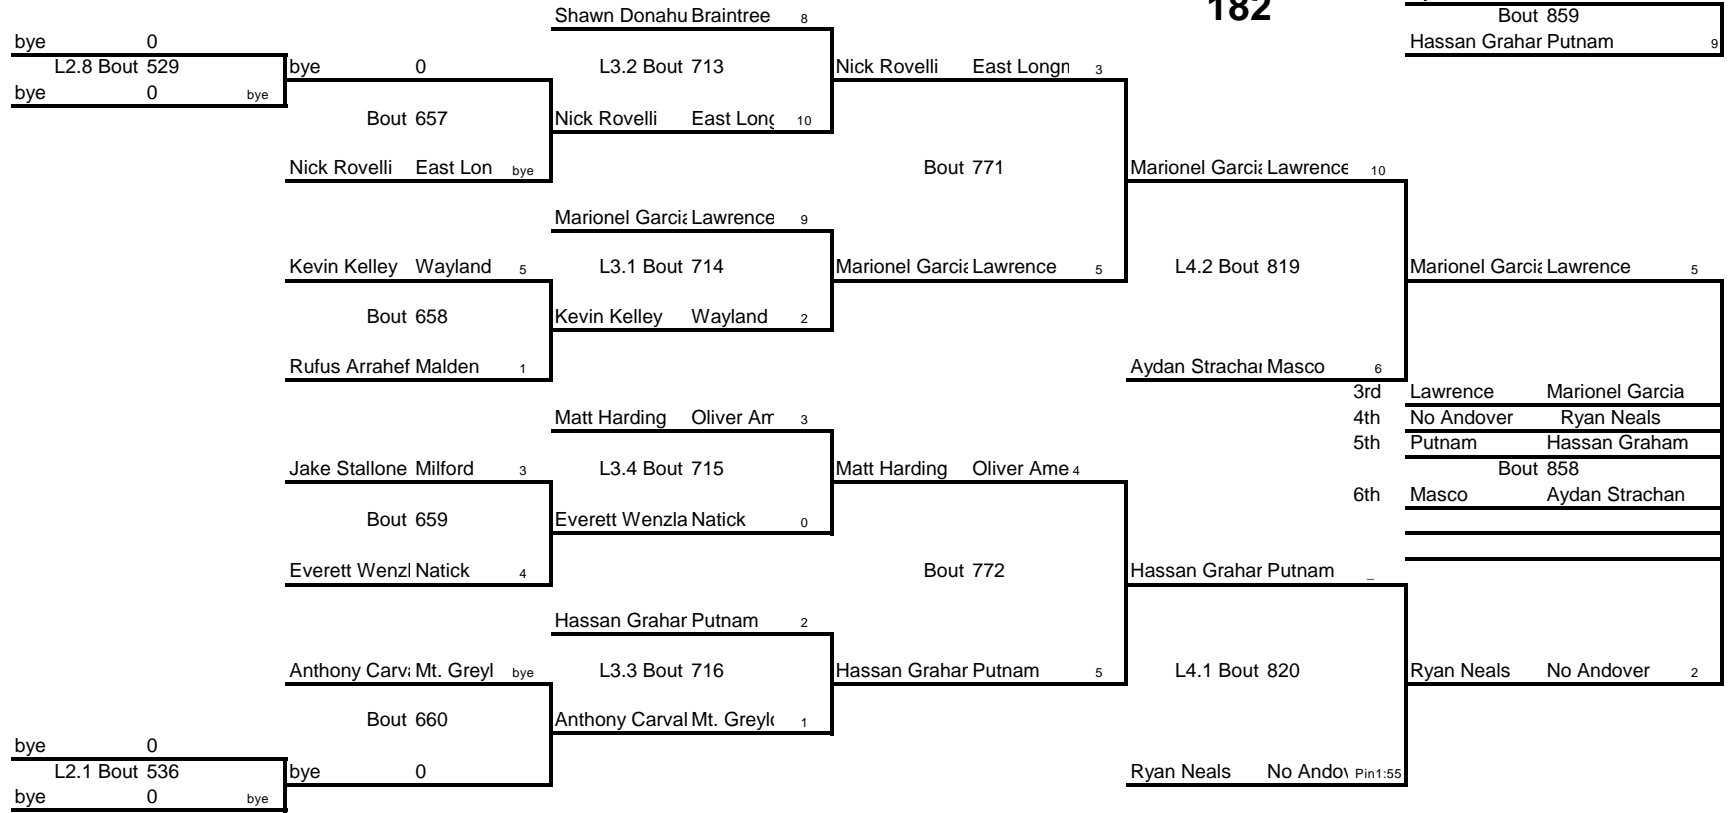 182
Shawn Donahu Braintree 8
Bout 859
bye 0
Hassan Grahar Putnam 9
L2.8 Bout 529 bye 0 L3.2 Bout 713 Nick Rovelli East Longn 3
bye 0 bye
Bout 657 Nick Rovelli East Long 10
Nick Rovelli East Lon bye Bout 771 Marionel Garcia Lawrence 10
Marionel Garcia Lawrence 9
Kevin Kelley Wayland 5 L3.1 Bout 714 Marionel Garcia Lawrence 5 L4.2 Bout 819 Marionel Garcia Lawrence 5
Bout 658 Kevin Kelley Wayland 2
Rufus Arrahef Malden 1 Aydan Strachan Masco 6
3rd Lawrence Marionel Garcia
Matt Harding Oliver Am 3 4th No Andover Ryan Neals
5th Putnam Hassan Graham
Jake Stallone Milford 3 L3.4 Bout 715 Matt Harding Oliver Ame 4 Bout 858
6th Masco Aydan Strachan
Bout 659 Everett Wenzla Natick 0
Everett Wenzl Natick 4 Bout 772 Hassan Grahar Putnam _
Hassan Grahar Putnam 2
Anthony Carva Mt. Greyl bye L3.3 Bout 716 Hassan Grahar Putnam 5 L4.1 Bout 820 Ryan Neals No Andover 2
Bout 660 Anthony Carval Mt. Greylo 1
bye 0
L2.1 Bout 536 bye 0 Ryan Neals No Andov Pin1:55
bye 0 bye